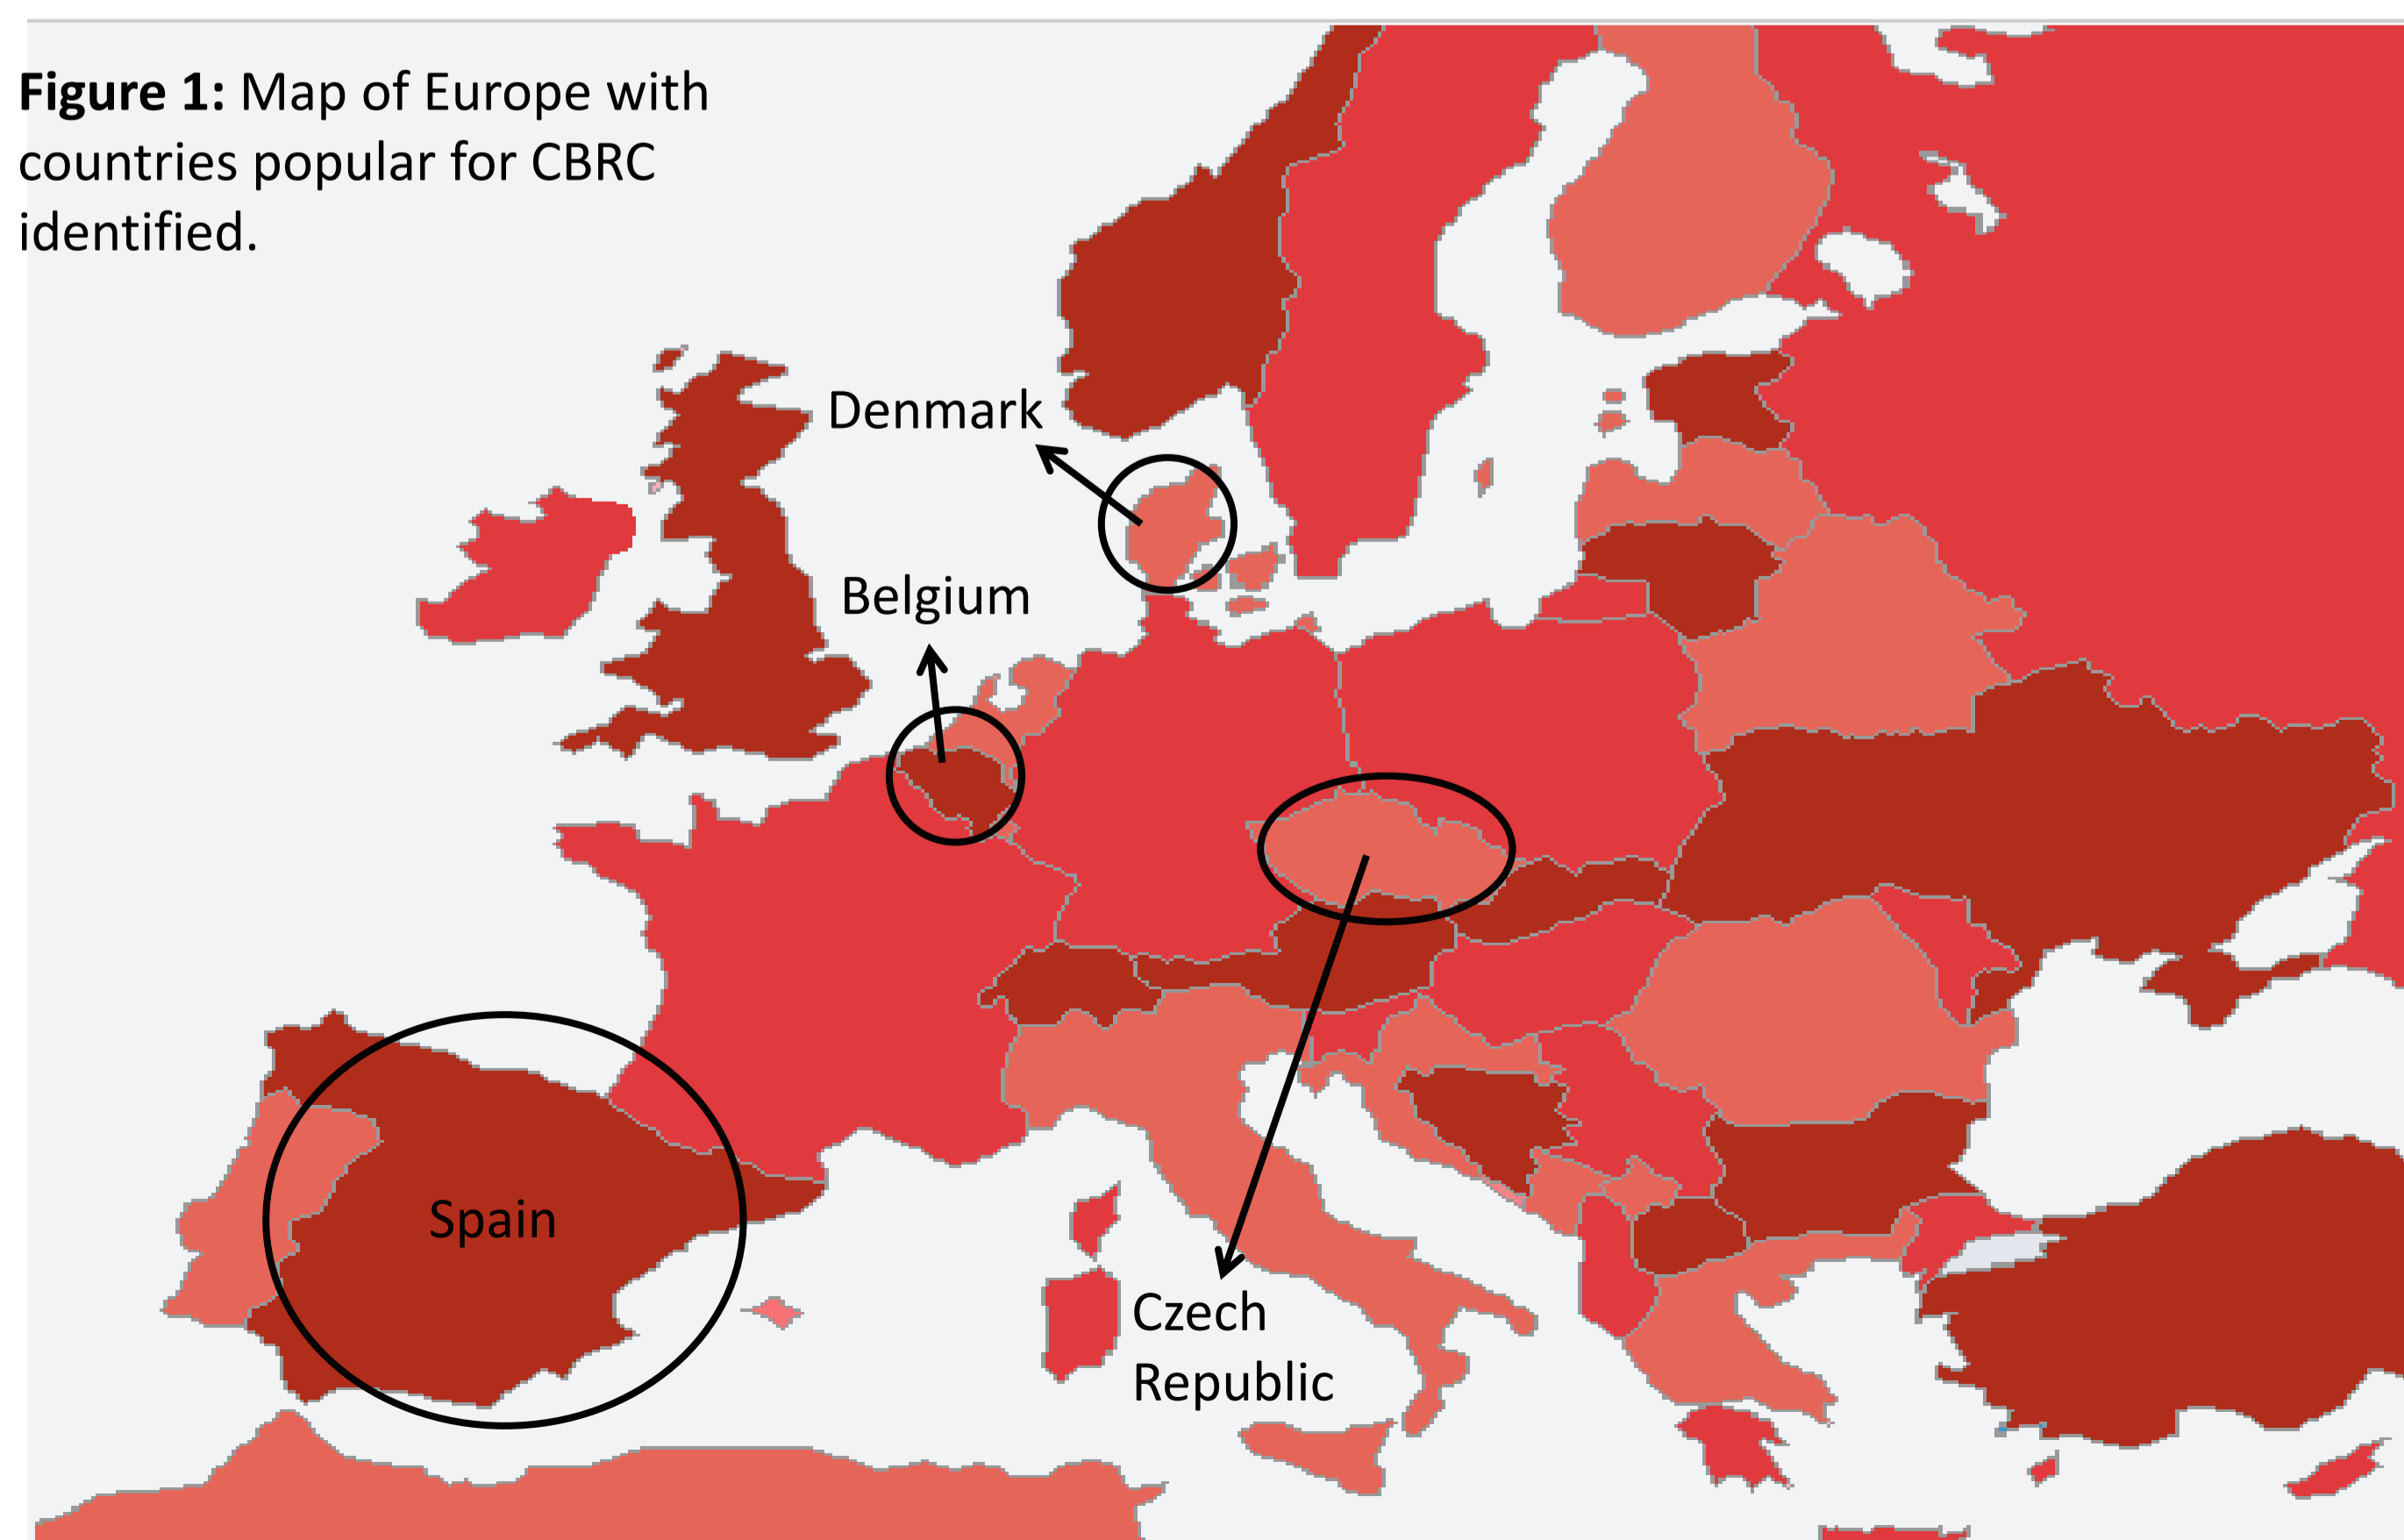 Figure 1: Map of Europe with
countries popular for CBRC
identified.
Denmark
Belgium
Spain
Czech
Republic